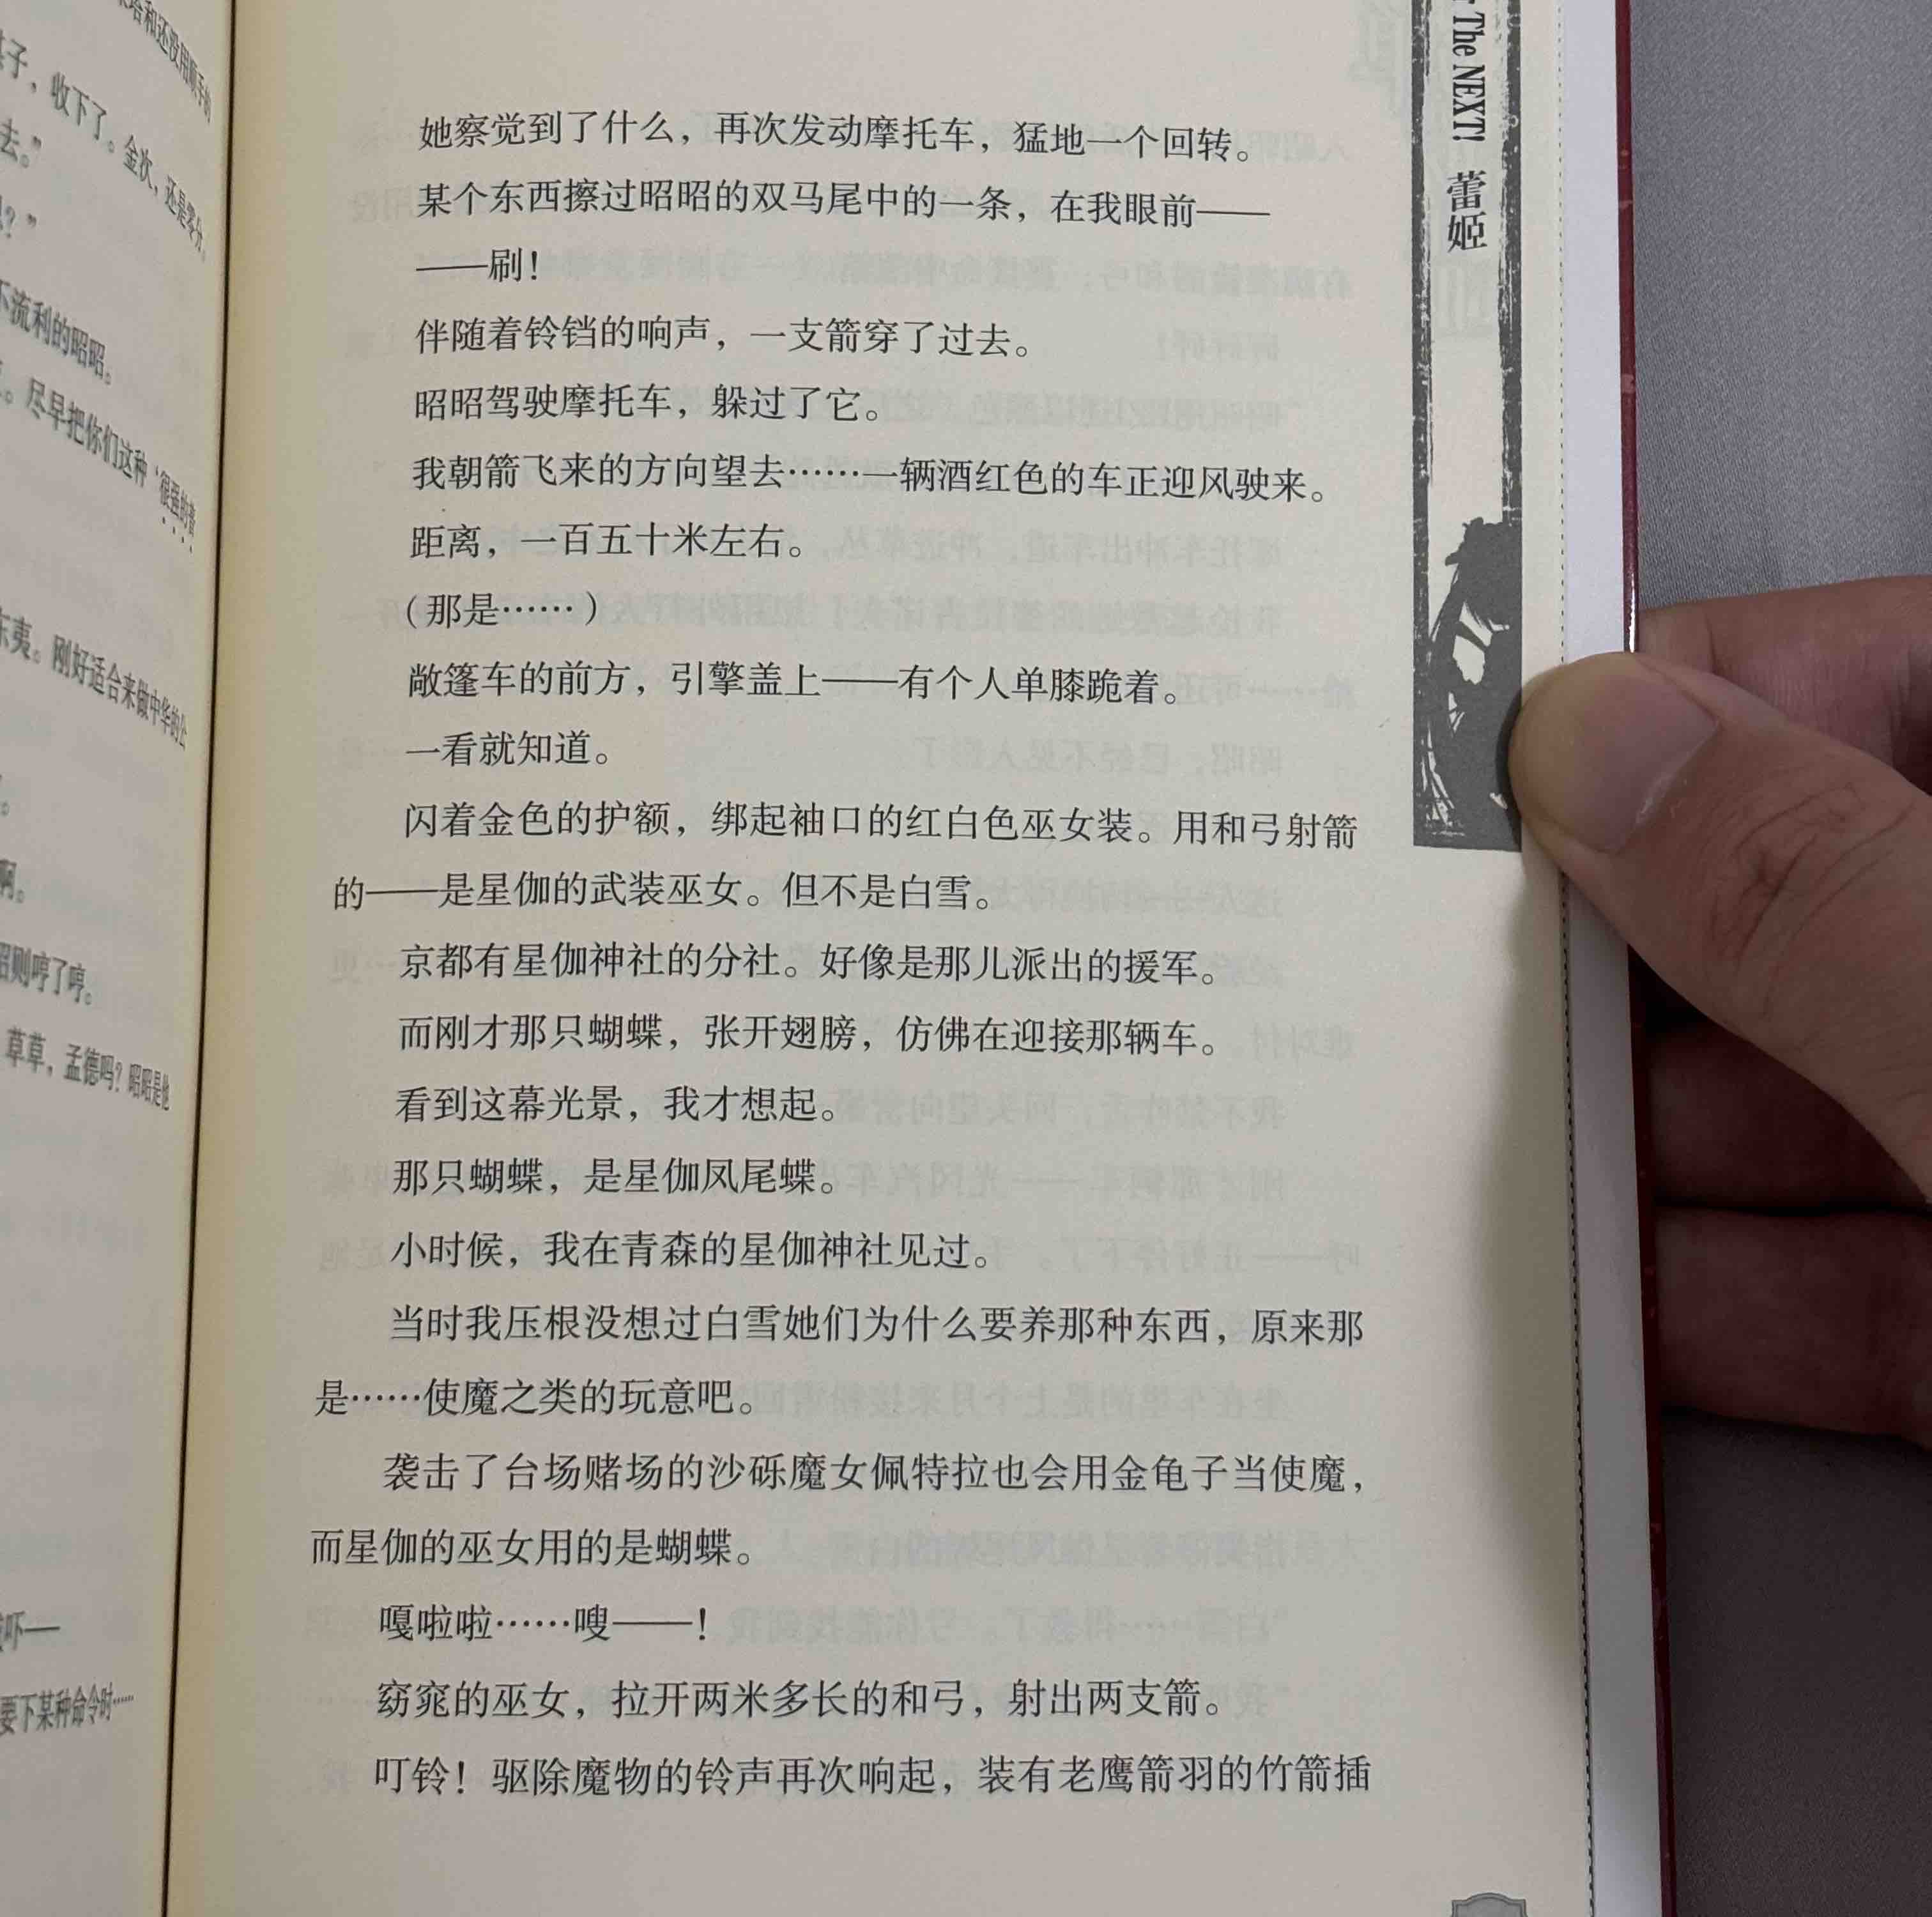 子，收下了。金次，还是零分。
去。”
？”
不流利的昭昭。
。尽早把你们这种‘很强的
东夷。刚好适合来做中华的公
啊。
昭则哼了哼。
草草，孟德吗？昭昭是他
要下某种命令时……
The NEXT! 蕾姬
她察觉到了什么，再次发动摩托车，猛地一个回转。
某个东西擦过昭昭的双马尾中的一条，在我眼前——
——刷！
伴随着铃铛的响声，一支箭穿了过去。
昭昭驾驶摩托车，躲过了它。
我朝箭飞来的方向望去……一辆酒红色的车正迎风驶来。
距离，一百五十米左右。
（那是……）
敞篷车的前方，引擎盖上——有个人单膝跪着。
一看就知道。
闪着金色的护额，绑起袖口的红白色巫女装。用和弓射箭
的——是星伽的武装巫女。但不是白雪。
京都有星伽神社的分社。好像是那儿派出的援军。
而刚才那只蝴蝶，张开翅膀，仿佛在迎接那辆车。
看到这幕光景，我才想起。
那只蝴蝶，是星伽凤尾蝶。
小时候，我在青森的星伽神社见过。
当时我压根没想过白雪她们为什么要养那种东西，原来那
是……使魔之类的玩意吧。
袭击了台场赌场的沙砾魔女佩特拉也会用金龟子当使魔，
而星伽的巫女用的是蝴蝶。
嘎啦啦……嗖——！
窈窕的巫女，拉开两米多长的和弓，射出两支箭。
叮铃！驱除魔物的铃声再次响起，装有老鹰箭羽的竹箭插